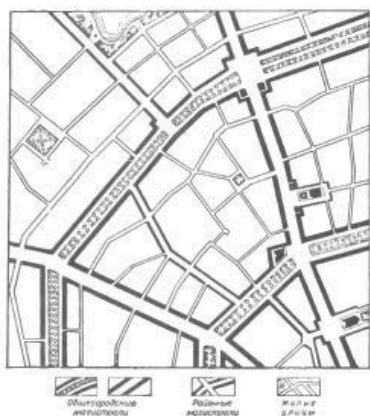 Общегородские
магистрали
Районные
магистрали
Жилые
улицы